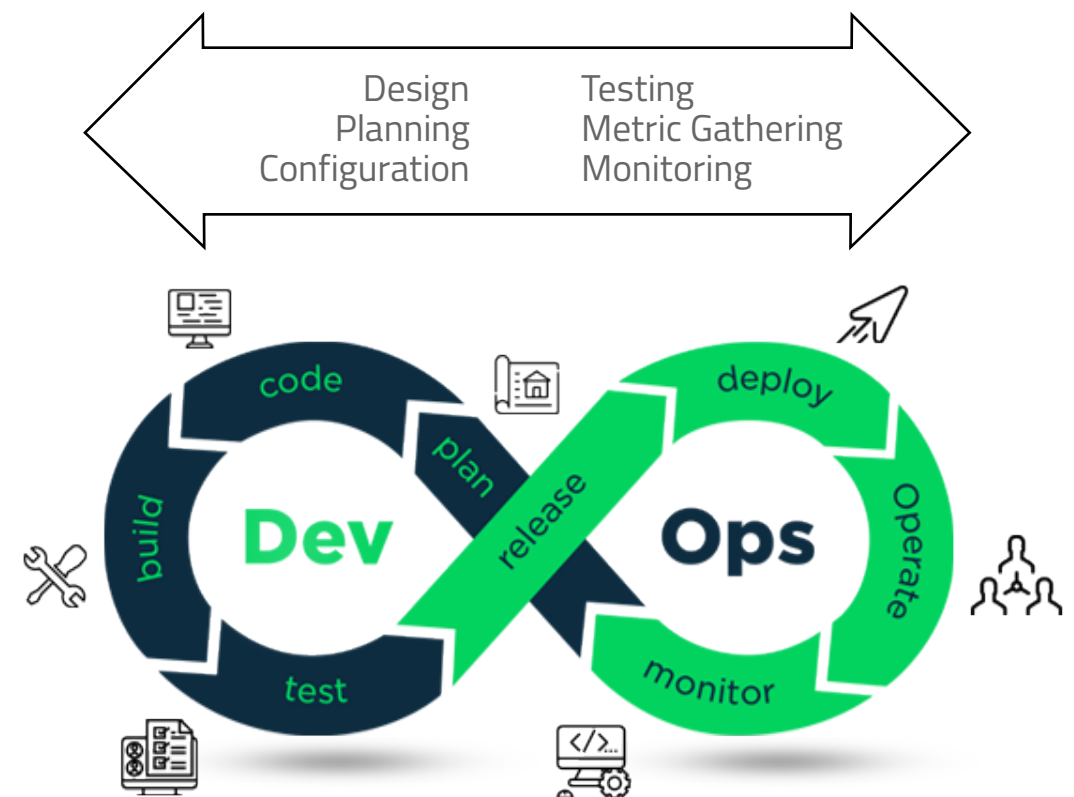 Design
Planning
Configuration
Testing
Metric Gathering
Monitoring
code
plan
build
test
Dev
release
deploy
Operate
monitor
Ops
</>...